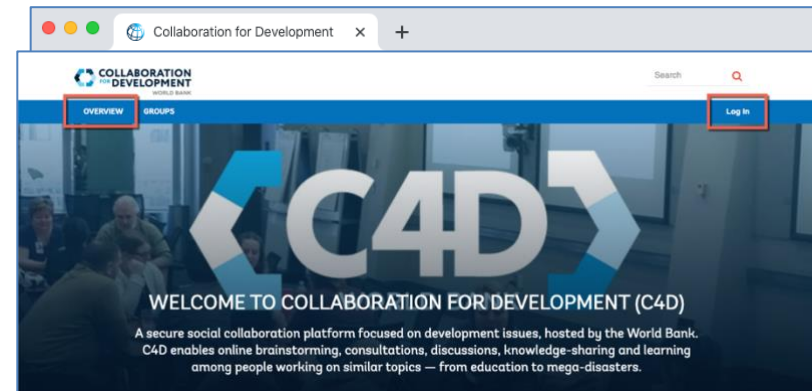 Collaboration for Development
COLLABORATION
FOR DEVELOPMENT
WORLD BANK
Search
OVERVIEW GROUPS Log In
C4D
WELCOME TO COLLABORATION FOR DEVELOPMENT (C4D)
A secure social collaboration platform focused on development issues, hosted by the World Bank.
C4D enables online brainstorming, consultations, discussions, knowledge-sharing and learning
among people working on similar topics — from education to mega-disasters.